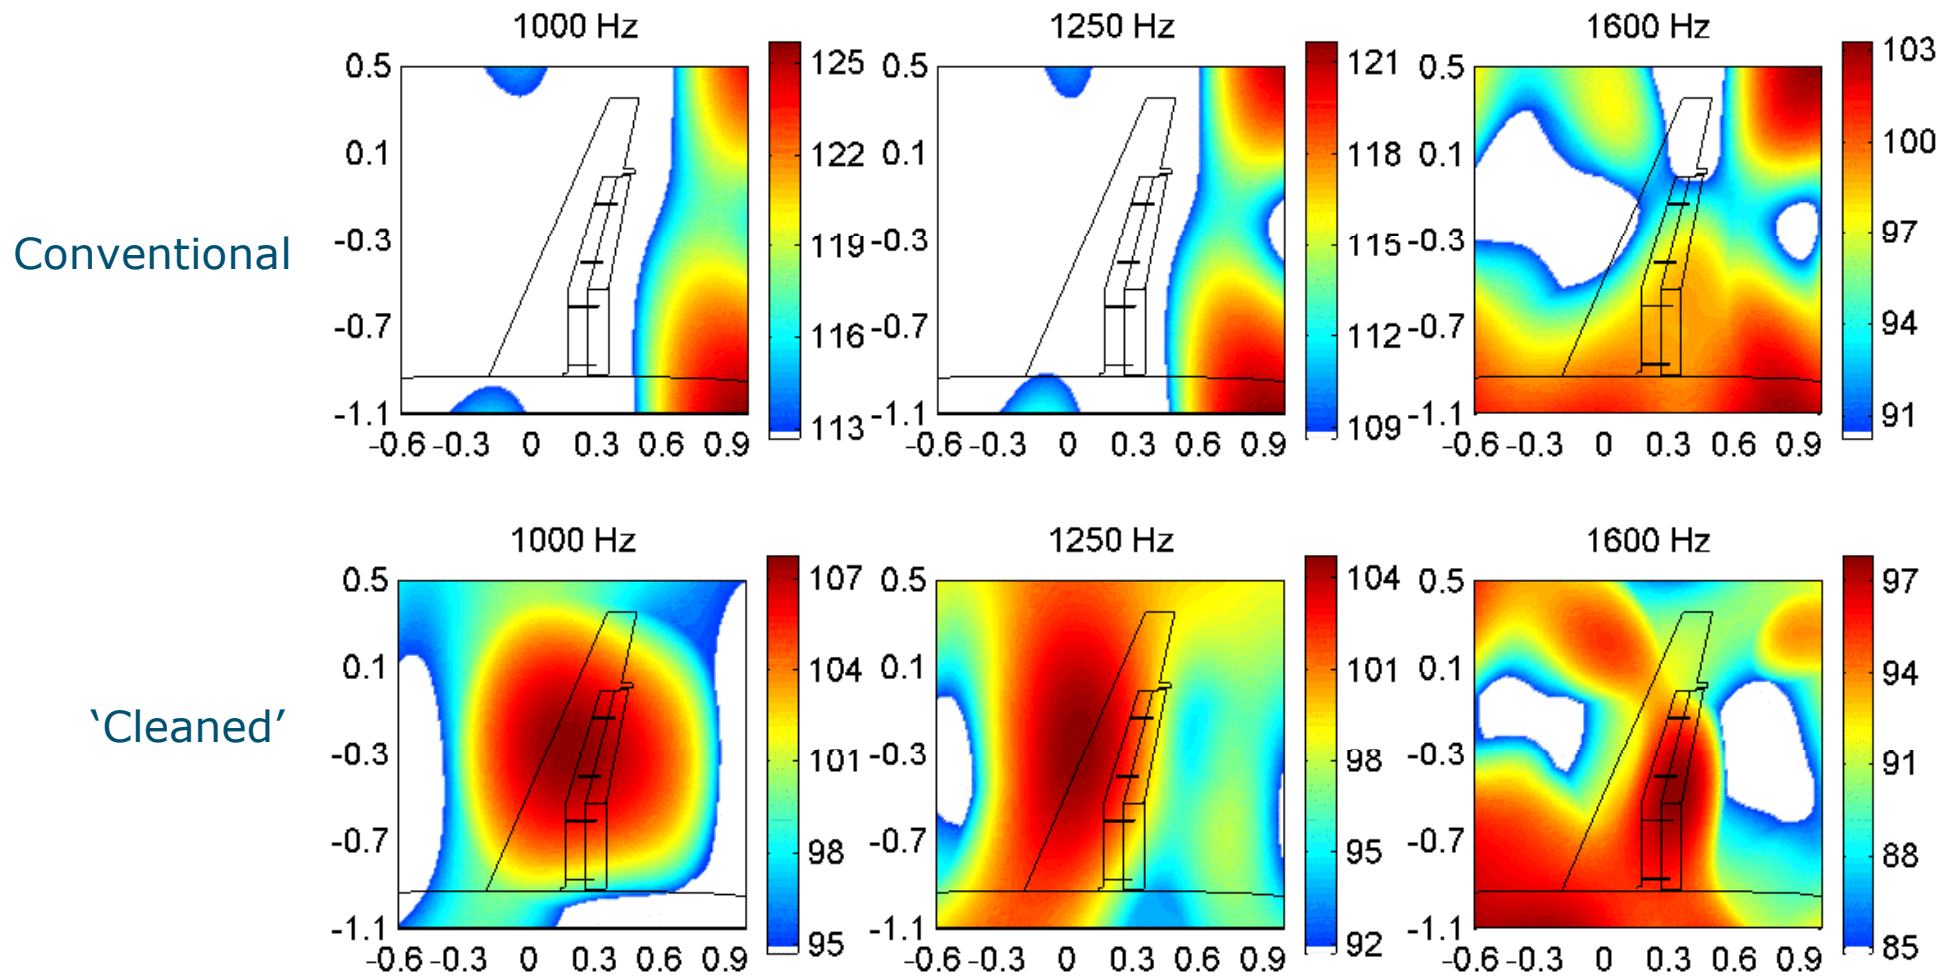 1000 Hz 1250 Hz 1600 Hz
0.5 125 0.5 121 0.5 103
0.1 122 0.1 118 0.1 100
Conventional -0.3 119 -0.3 115 -0.3 97
-0.7 116 -0.7 112 -0.7 94
-1.1 113 -1.1 109 -1.1 91
-0.6 -0.3 0 0.3 0.6 0.9 -0.6 -0.3 0 0.3 0.6 0.9 -0.6 -0.3 0 0.3 0.6 0.9
1000 Hz 1250 Hz 1600 Hz
0.5 107 0.5 104 0.5 97
0.1 104 0.1 101 0.1 94
‘Cleaned’ -0.3 101 -0.3 98 -0.3 91
-0.7 98 -0.7 95 -0.7 88
-1.1 95 -1.1 92 -1.1 85
-0.6 -0.3 0 0.3 0.6 0.9 -0.6 -0.3 0 0.3 0.6 0.9 -0.6 -0.3 0 0.3 0.6 0.9